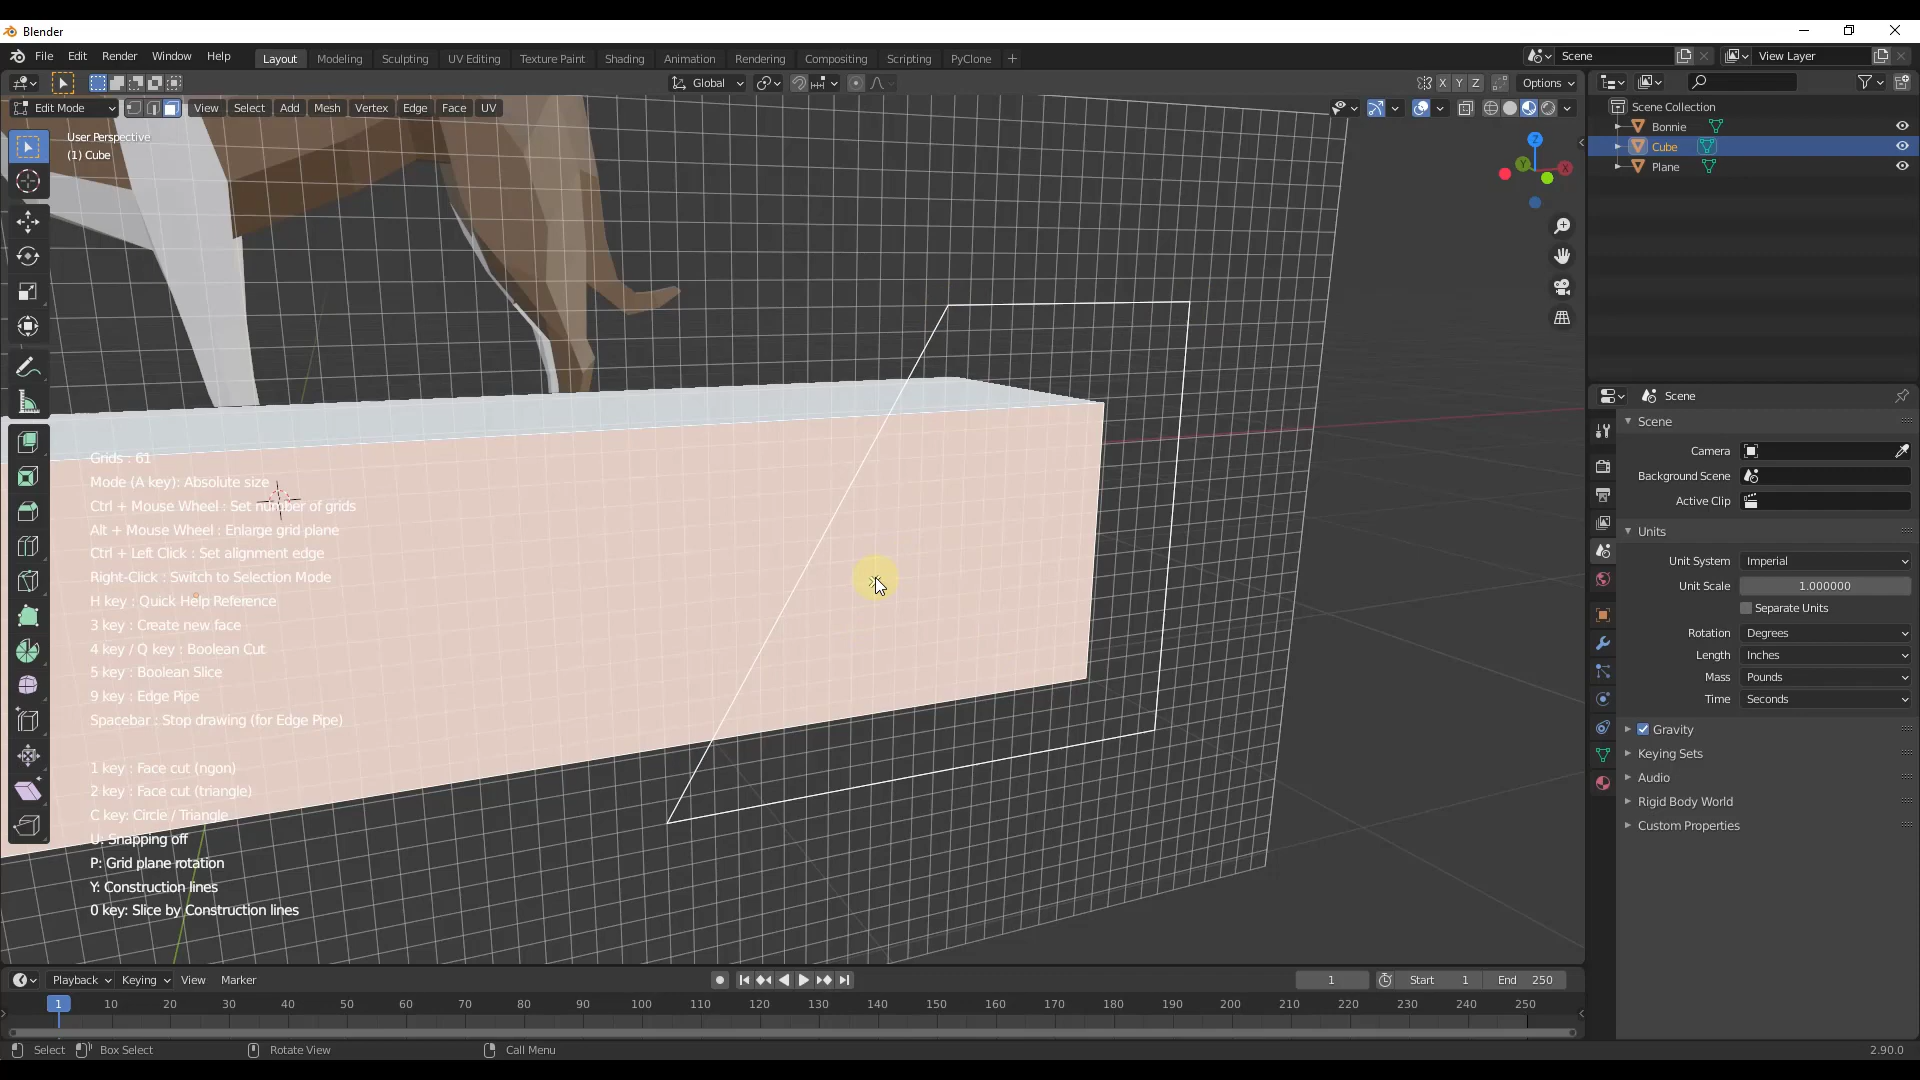 Blender
File Edit Render Window Help
Layout Modeling Sculpting UV Editing Texture Paint Shading Animation Rendering Compositing Scripting PyClone +
Scene
View Layer
Global
X Y Z
Options
Edit Mode
View Select Add Mesh Vertex Edge Face UV
User Perspective
(1) Cube
Z
Y
X
Scene Collection
Bonnie
Cube
Plane
Scene
Scene
Camera
Background Scene
Active Clip
Units
Unit System Imperial
Unit Scale 1.000000
Separate Units
Rotation Degrees
Length Inches
Mass Pounds
Time Seconds
Gravity
Keying Sets
Audio
Rigid Body World
Custom Properties
Grids : 61
Mode (A key): Absolute size
Ctrl + Mouse Wheel : Set number of grids
Alt + Mouse Wheel : Enlarge grid plane
Ctrl + Left Click : Set alignment edge
Right-Click : Switch to Selection Mode
H key : Quick Help Reference
3 key : Create new face
4 key / Q key : Boolean Cut
5 key : Boolean Slice
9 key : Edge Pipe
Spacebar : Stop drawing (for Edge Pipe)
1 key : Face cut (ngon)
2 key : Face cut (triangle)
C key: Circle / Triangle
U: Snapping off
P: Grid plane rotation
Y: Construction lines
0 key: Slice by Construction lines
Playback Keying View Marker
1
Start 1
End 250
1 10 20 30 40 50 60 70 80 90 100 110 120 130 140 150 160 170 180 190 200 210 220 230 240 250
Select
Box Select
Rotate View
Call Menu
2.90.0